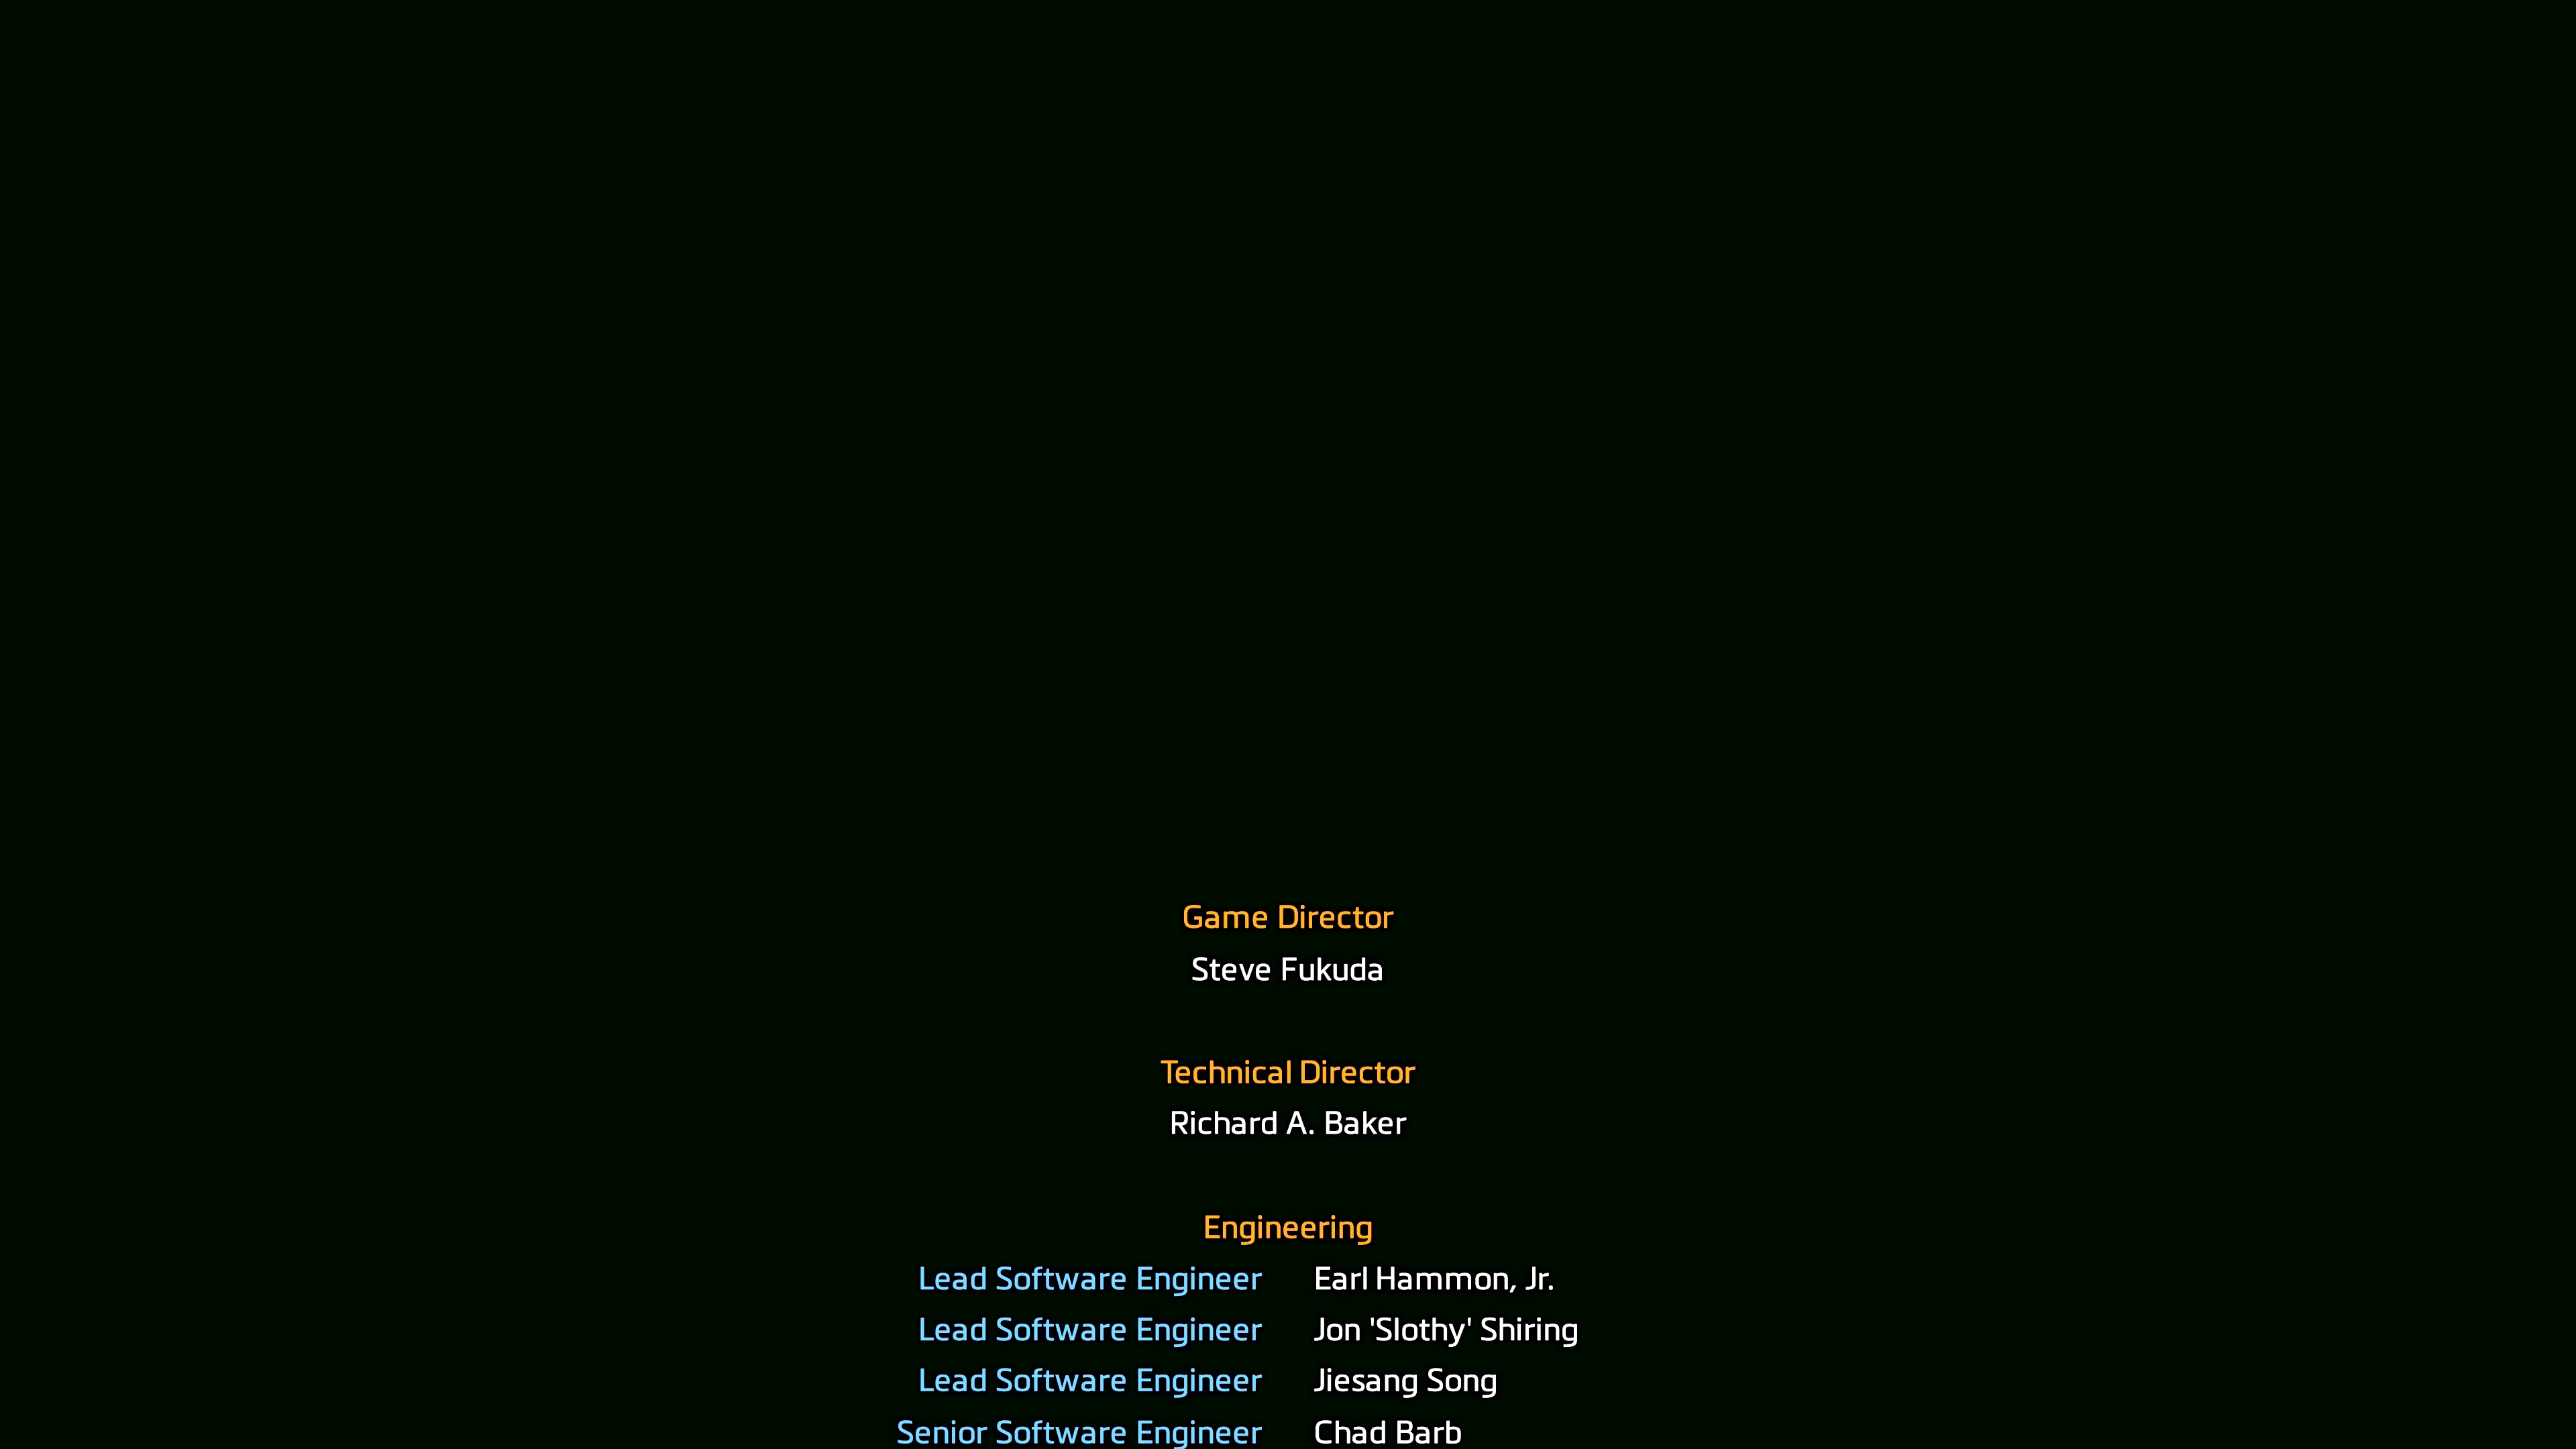 Game Director
Steve Fukuda
Technical Director
Richard A. Baker
Engineering
Lead Software Engineer Earl Hammon, Jr.
Lead Software Engineer Jon 'Slothy' Shiring
Lead Software Engineer Jiesang Song
Senior Software Engineer Chad Barb